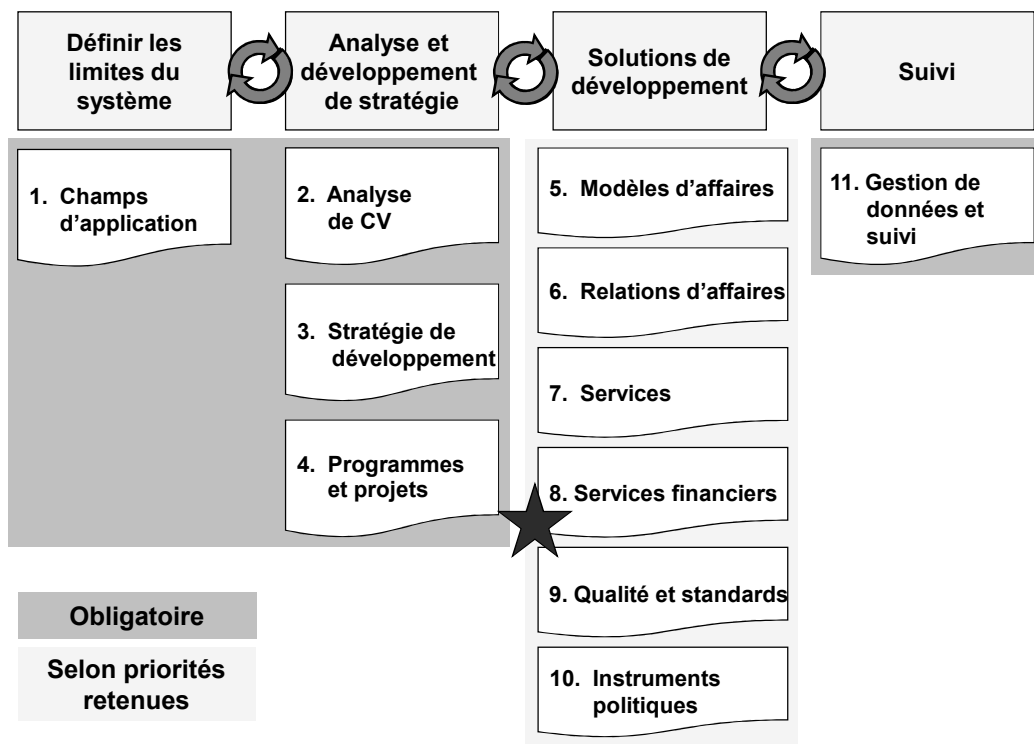 Définir les
limites du
système
Analyse et
développement
de stratégie
Solutions de
développement
Suivi
1. Champs
d'application
2. Analyse
de CV
3. Stratégie de
développement
4. Programmes
et projets
5. Modèles d'affaires
6. Relations d'affaires
7. Services
8. Services financiers
9. Qualité et standards
10. Instruments
politiques
11. Gestion de
données et
suivi
Obligatoire
Selon priorités
retenues